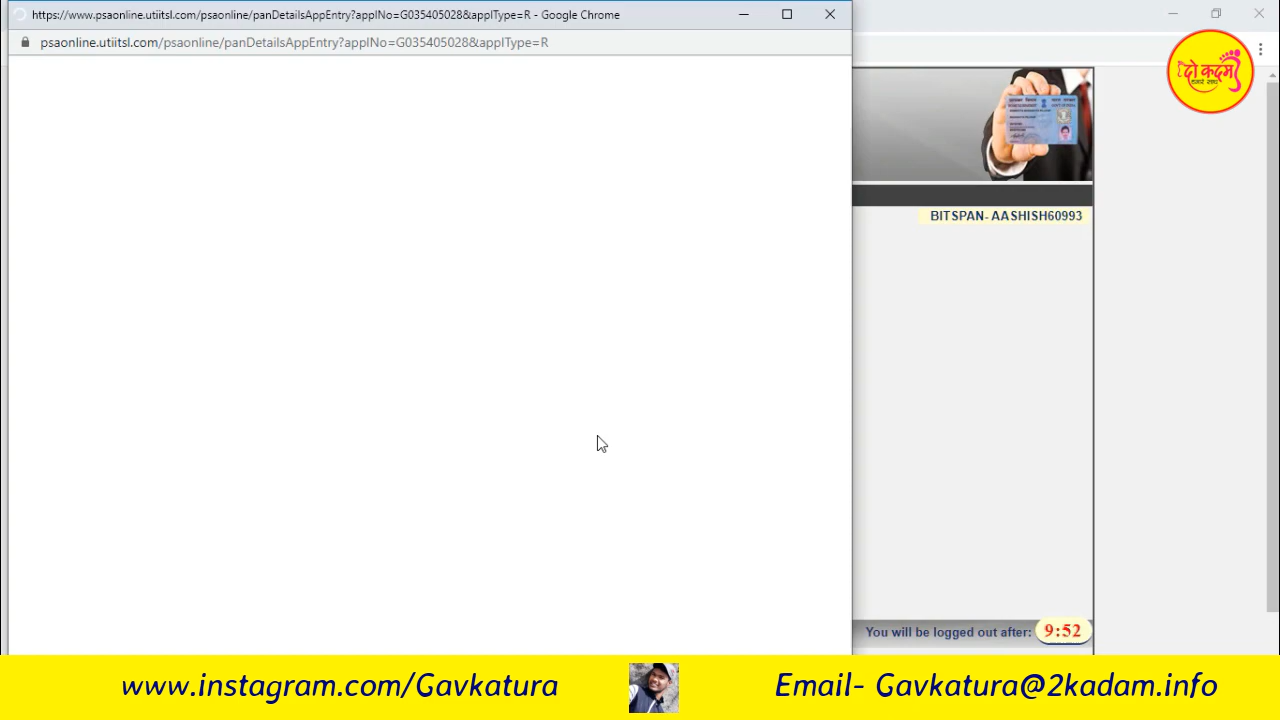 https://www.psaonline.utiitsl.com/psaonline/panDetailsAppEntry?applNo=G035405028&applType=R - Google Chrome
psaonline.utiitsl.com/psaonline/panDetailsAppEntry?applNo=G035405028&applType=R
दो कदम
हमारे साथ
BITSPAN- AASHISH60993
You will be logged out after: 9:52
www.instagram.com/Gavkatura
Email- Gavkatura@2kadam.info